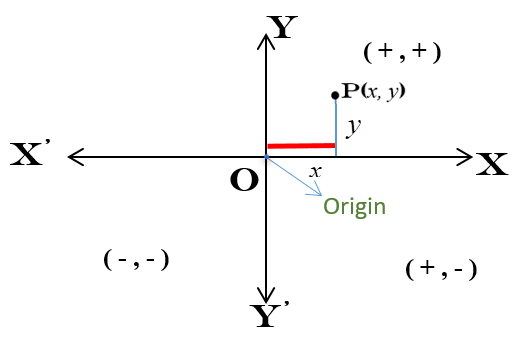 Y
(+,+)
P(x, y)
y
X'
X
O
x
Origin
(-,-)
(+,-)
Y'